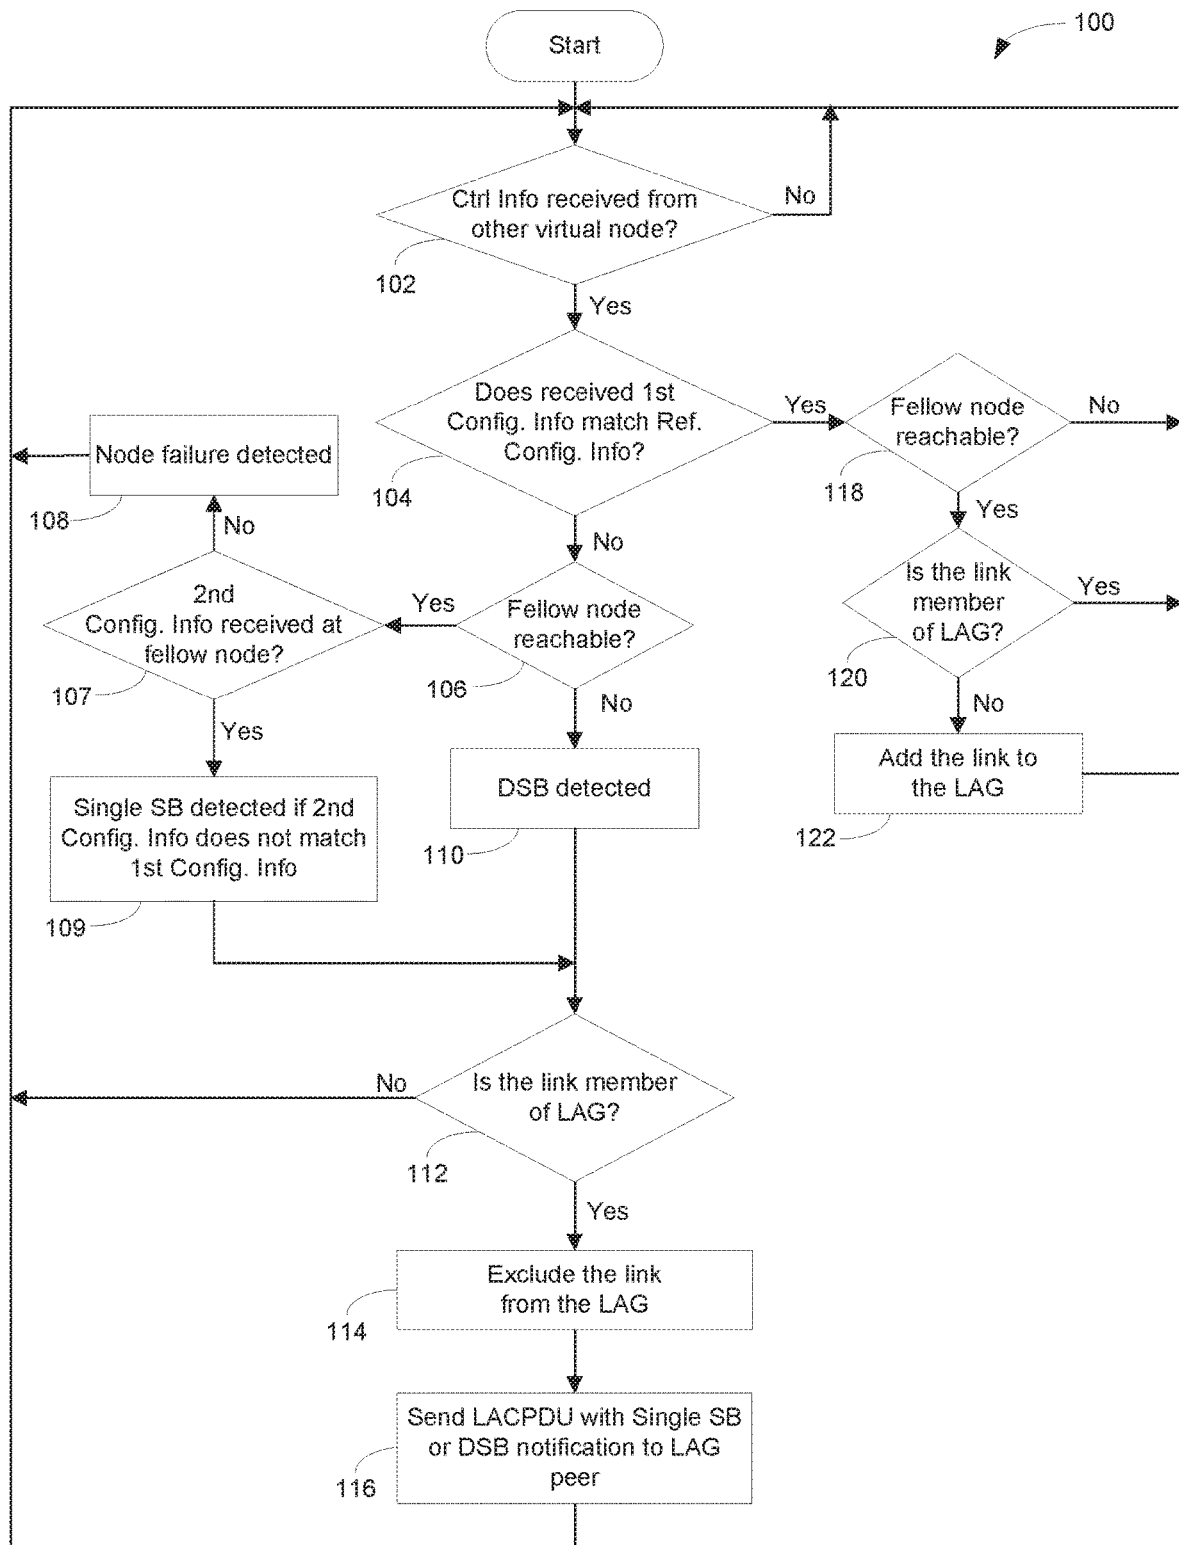 Start
100
Ctrl Info received from
other virtual node?
No
102
Yes
Does received 1st
Config. Info match Ref.
Config. Info?
Yes
104
Fellow node
reachable?
No
118
Yes
Node failure detected
108
No
No
2nd
Config. Info received at
fellow node?
Yes
107
Fellow node
reachable?
106
Is the link
member
of LAG?
Yes
120
No
Yes
No
Single SB detected if 2nd
Config. Info does not match
1st Config. Info
109
DSB detected
110
Add the link to
the LAG
122
Is the link member
of LAG?
No
112
Yes
Exclude the link
from the LAG
114
Send LACPDU with Single SB
or DSB notification to LAG
peer
116